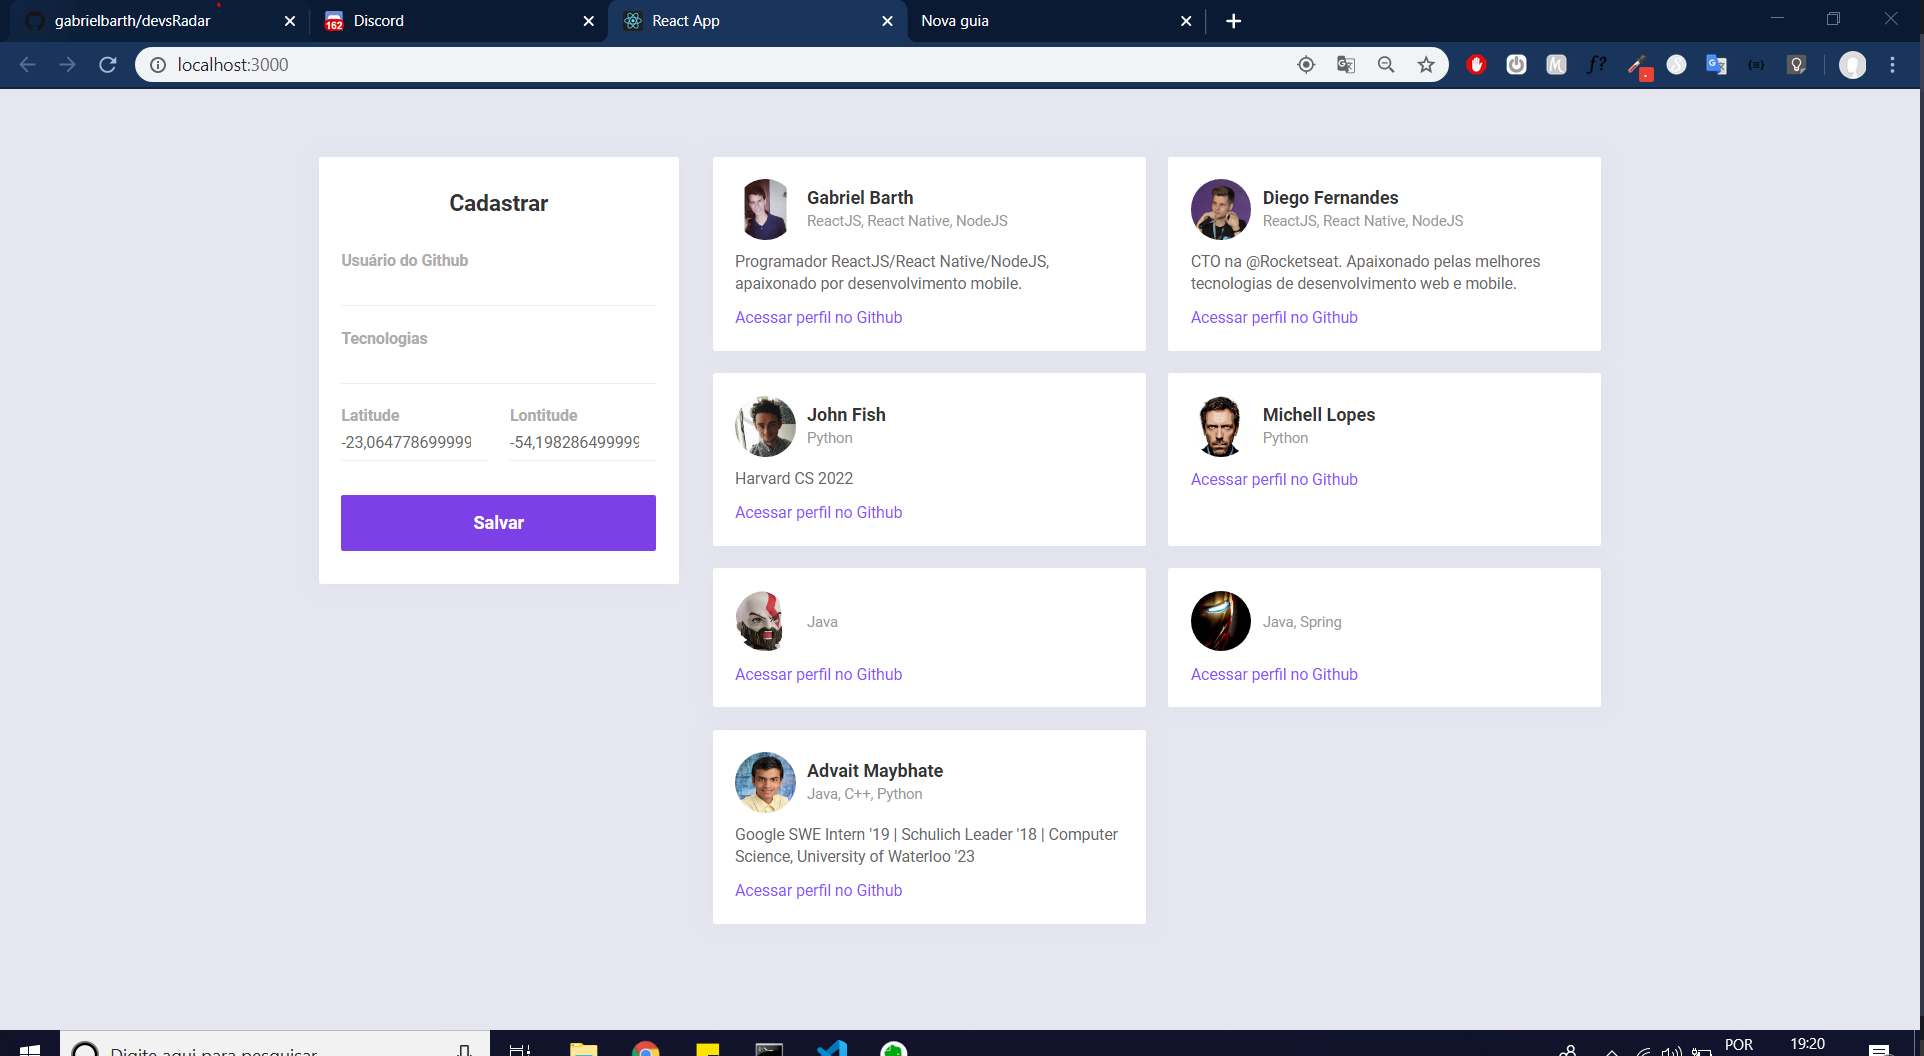 gabrielbarth/devsRadar
162
Discord
React App
Nova guia
localhost:3000
Cadastrar
Usuário do Github
Tecnologias
Latitude
Lontitude
-23,064778699999
-54,198286499999
Salvar
Gabriel Barth
ReactJS, React Native, NodeJS
Programador ReactJS/React Native/NodeJS,
apaixonado por desenvolvimento mobile.
Acessar perfil no Github
Diego Fernandes
ReactJS, React Native, NodeJS
CTO na @Rocketseat. Apaixonado pelas melhores
tecnologias de desenvolvimento web e mobile.
Acessar perfil no Github
John Fish
Python
Harvard CS 2022
Acessar perfil no Github
Michell Lopes
Python
Acessar perfil no Github
Java
Acessar perfil no Github
Java, Spring
Acessar perfil no Github
Advait Maybhate
Java, C++, Python
Google SWE Intern '19 | Schulich Leader '18 | Computer
Science, University of Waterloo '23
Acessar perfil no Github
Digite aqui para pesquisar
POR
19:20